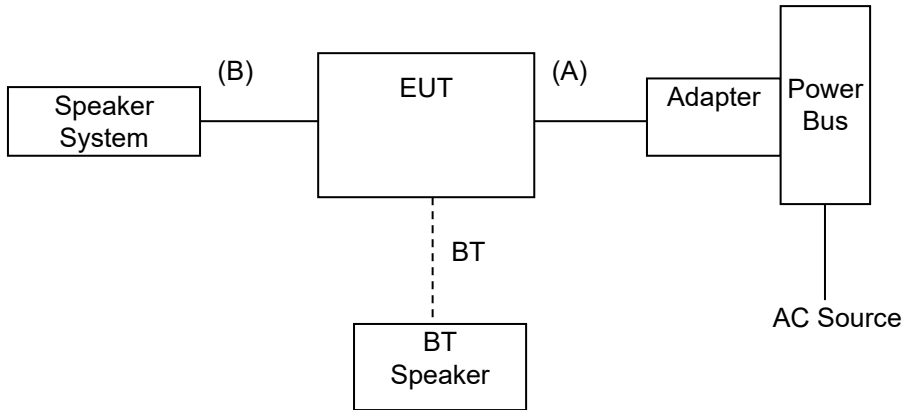 (B)
(A)
EUT
Adapter
Power
Bus
Speaker
System
BT
AC Source
BT
Speaker